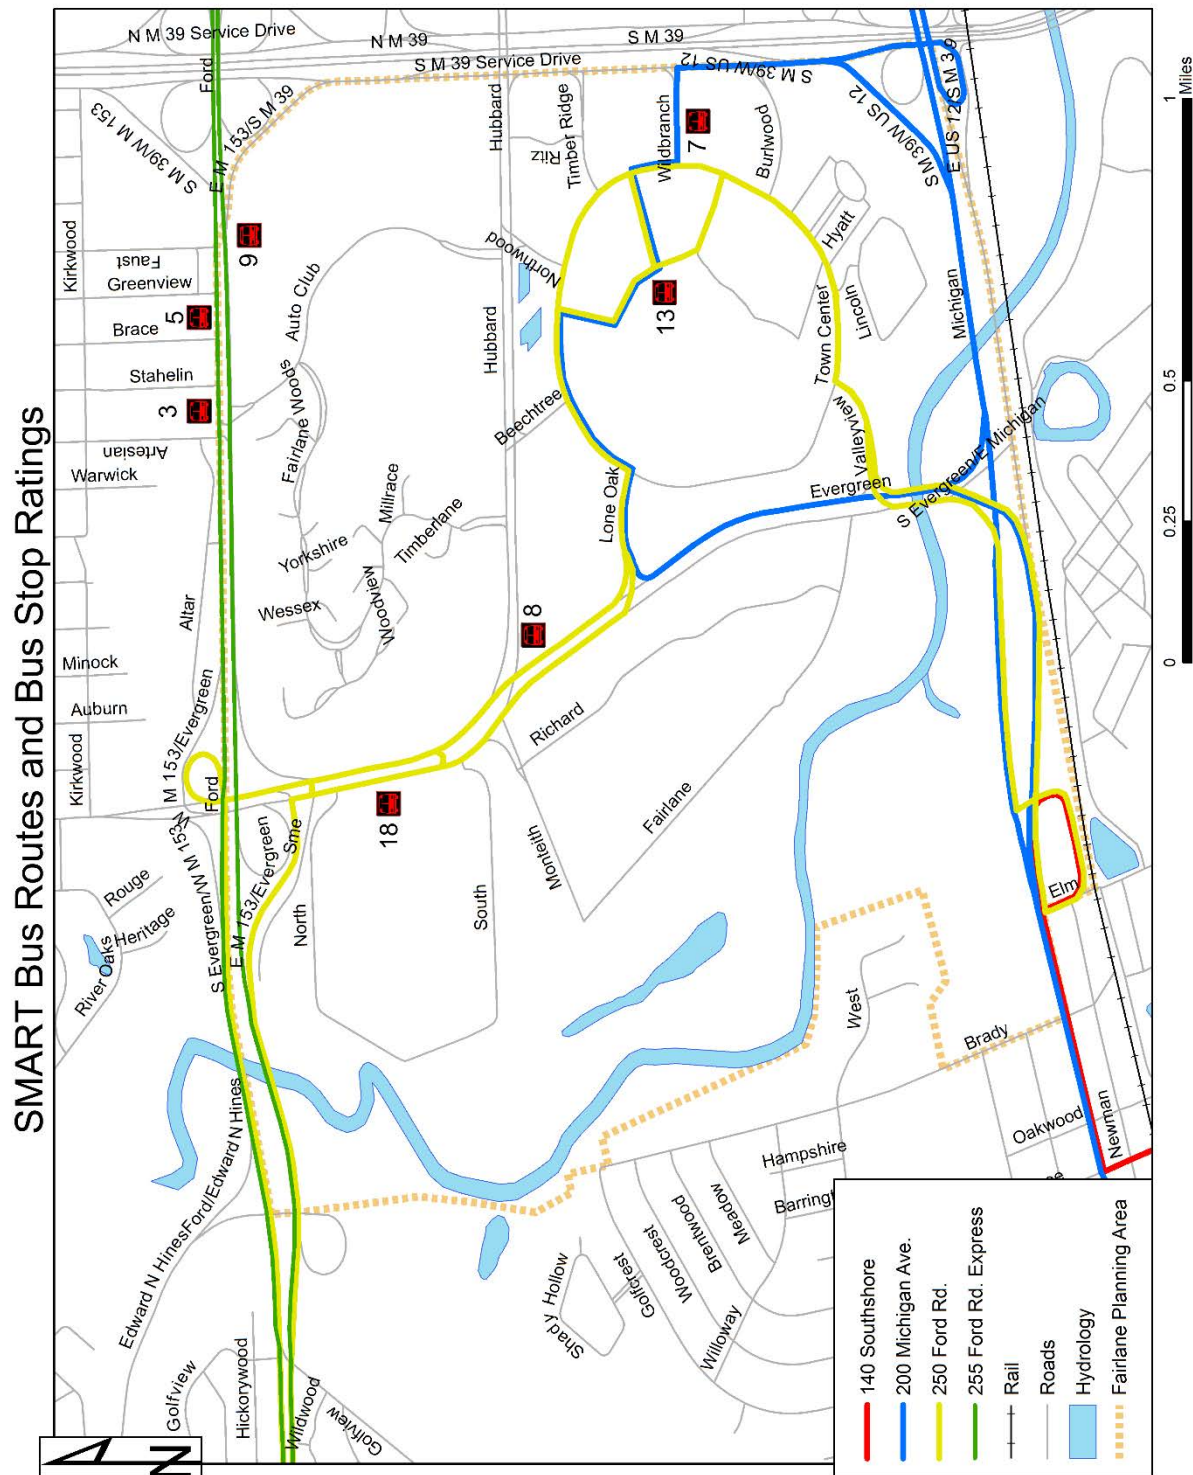 SMART Bus Routes and Bus Stop Ratings
N M 39 Service Drive
N M 39
S M 39
S M 39 Service Drive
Ford
S M 39/W M 153
E M 153/S M 39
Hubbard
Ritz
Timber Ridge
Wildbranch
7
S M 39/W US 12
Burlwood
S M 39/W US 12
S M 39/W US 12
E US 12/S M 39
Kirkwood
Faust
Greenview
9
5
Brace
Auto Club
Northwood
13
Hyatt
Lincoln
Michigan
Stahelin
3
Hubbard
Town Center
Artesian
Warwick
Fairlane Woods
Beechtree
Valleyview
Millrace
Timberlane
Lone Oak
Evergreen
S Evergreen/E Michigan
Yorkshire
Wessex
Woodview
8
Altar
Minock
Auburn
Kirkwood
W M 153/Evergreen
Ford
Richard
Fairlane
18
S Evergreen/W M 153
E M 153/Evergreen
Sme
North
South
Monteith
Rouge
Heritage
River Oaks
Elm
West
Brady
Edward N Hines
Ford/Edward N Hines
Oakwood
Newman
Hampshire
Meadow
Brentwood
Woodcrest
Golfcrest
Willoway
Shady Hollow
Golfview
Hickorywood
Wildwood
Golfview
N
140 Southshore
200 Michigan Ave.
250 Ford Rd.
255 Ford Rd. Express
Rail
Roads
Hydrology
Fairlane Planning Area
0 0.25 0.5 1
Miles